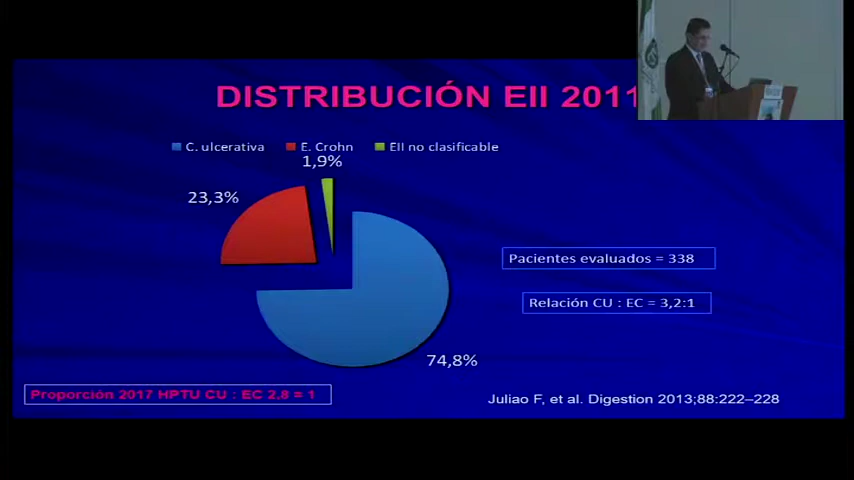 DISTRIBUCIÓN EII 2011
C. ulcerativa E. Crohn EII no clasificable
1,9%
23,3%
Pacientes evaluados = 338
Relación CU : EC = 3,2:1
74,8%
Proporción 2017 HPTU CU : EC 2,8 = 1
Juliao F, et al. Digestion 2013;88:222–228